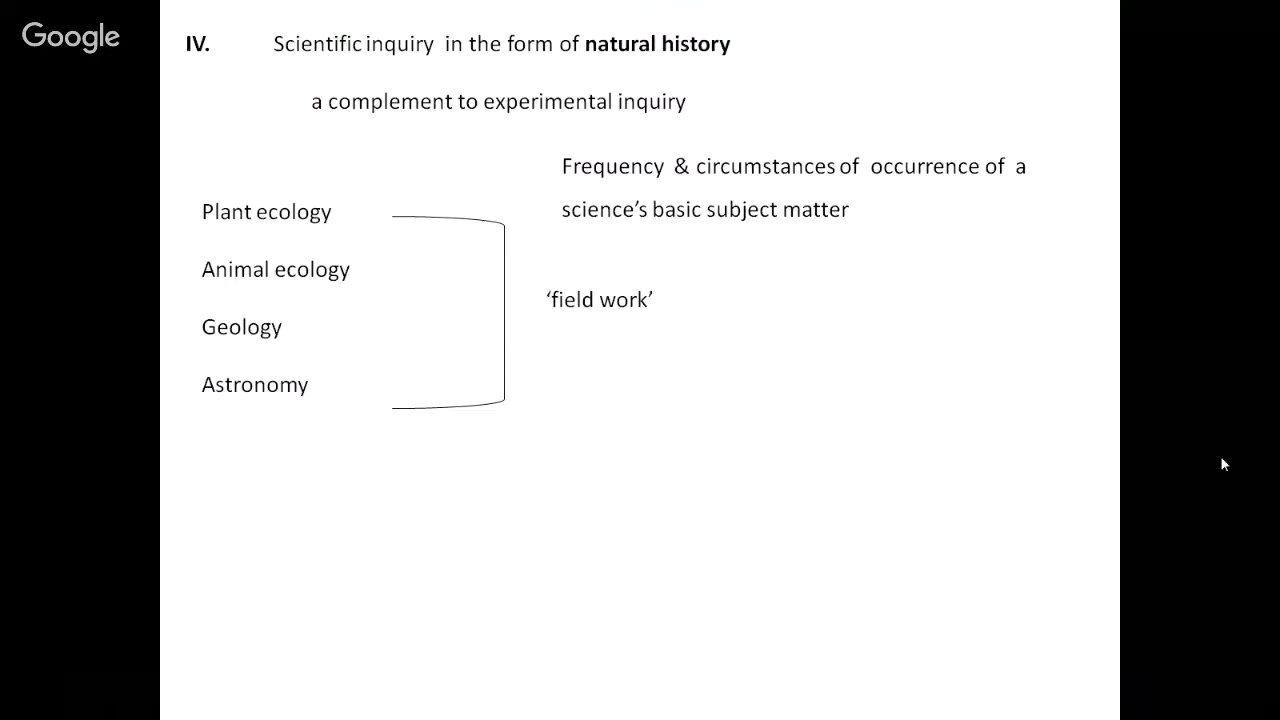 Google
IV. Scientific inquiry in the form of natural history
a complement to experimental inquiry
Frequency & circumstances of occurrence of a
science’s basic subject matter
Plant ecology
Animal ecology
Geology
Astronomy
‘field work’